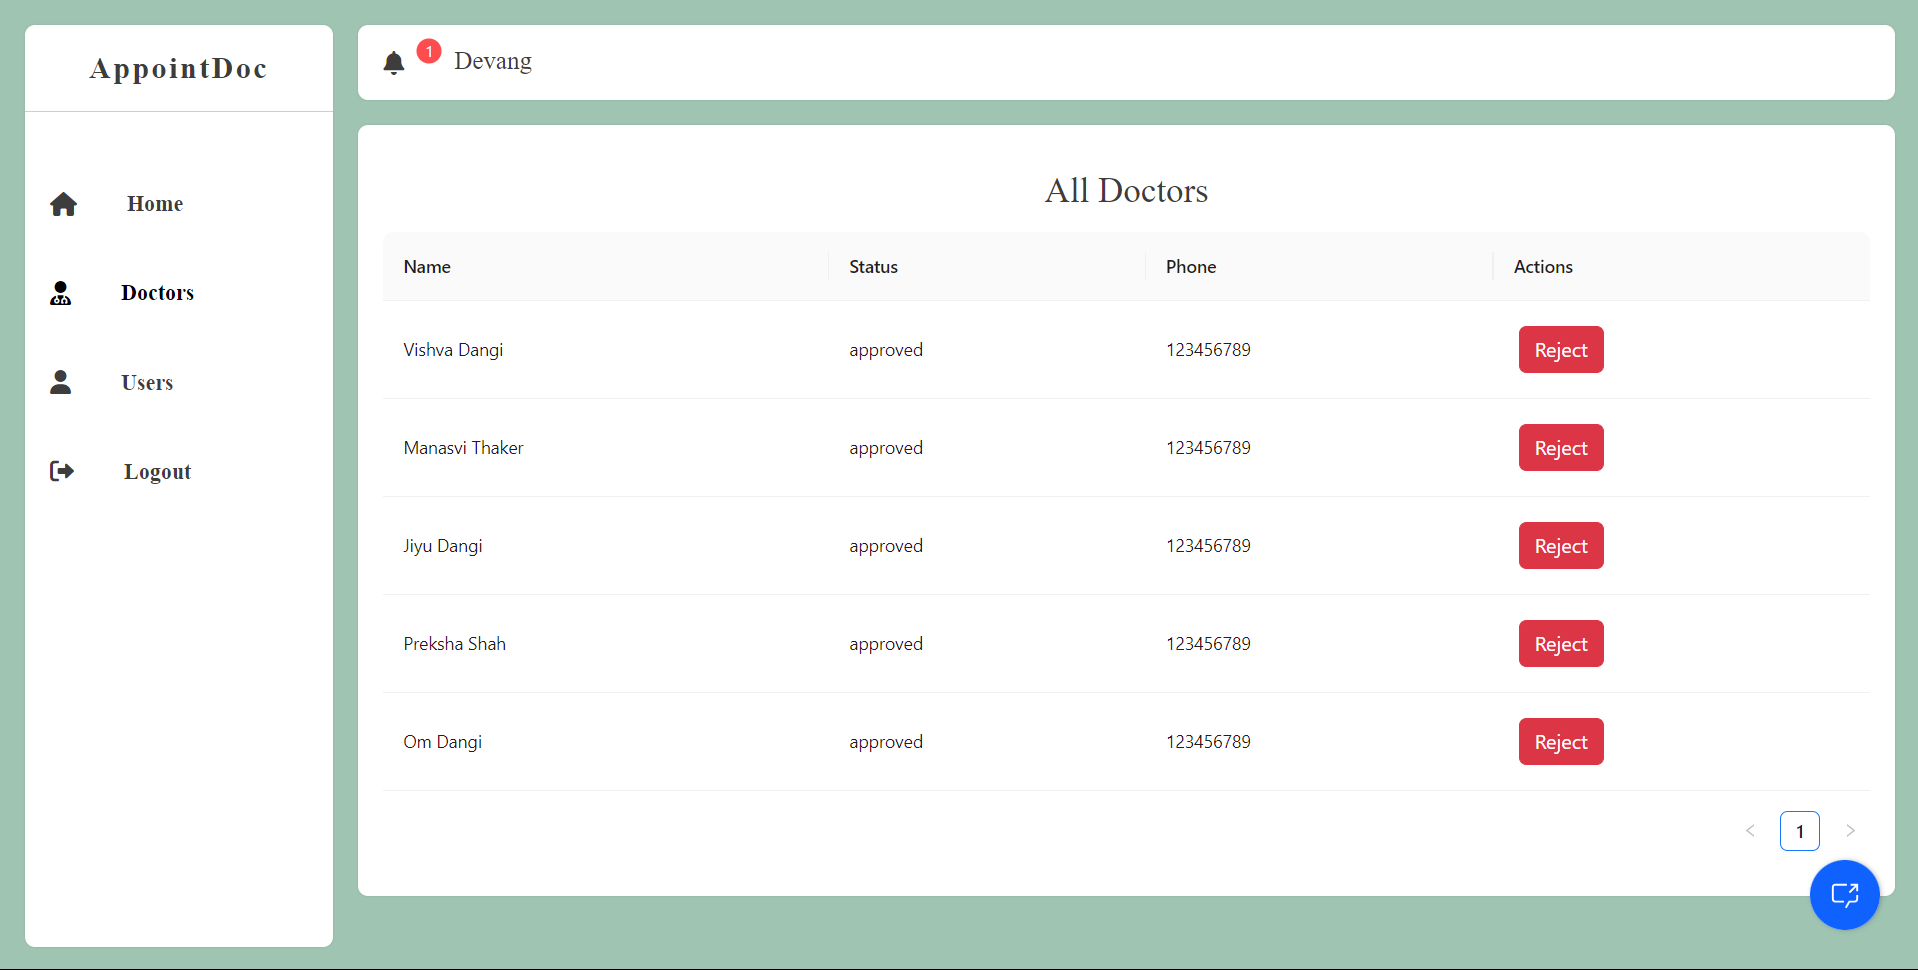 AppointDoc
Home
Doctors
Users
Logout
1 Devang
All Doctors
Name Status Phone Actions
Vishva Dangi approved 123456789 Reject
Manasvi Thaker approved 123456789 Reject
Jiyu Dangi approved 123456789 Reject
Preksha Shah approved 123456789 Reject
Om Dangi approved 123456789 Reject
< 1 >